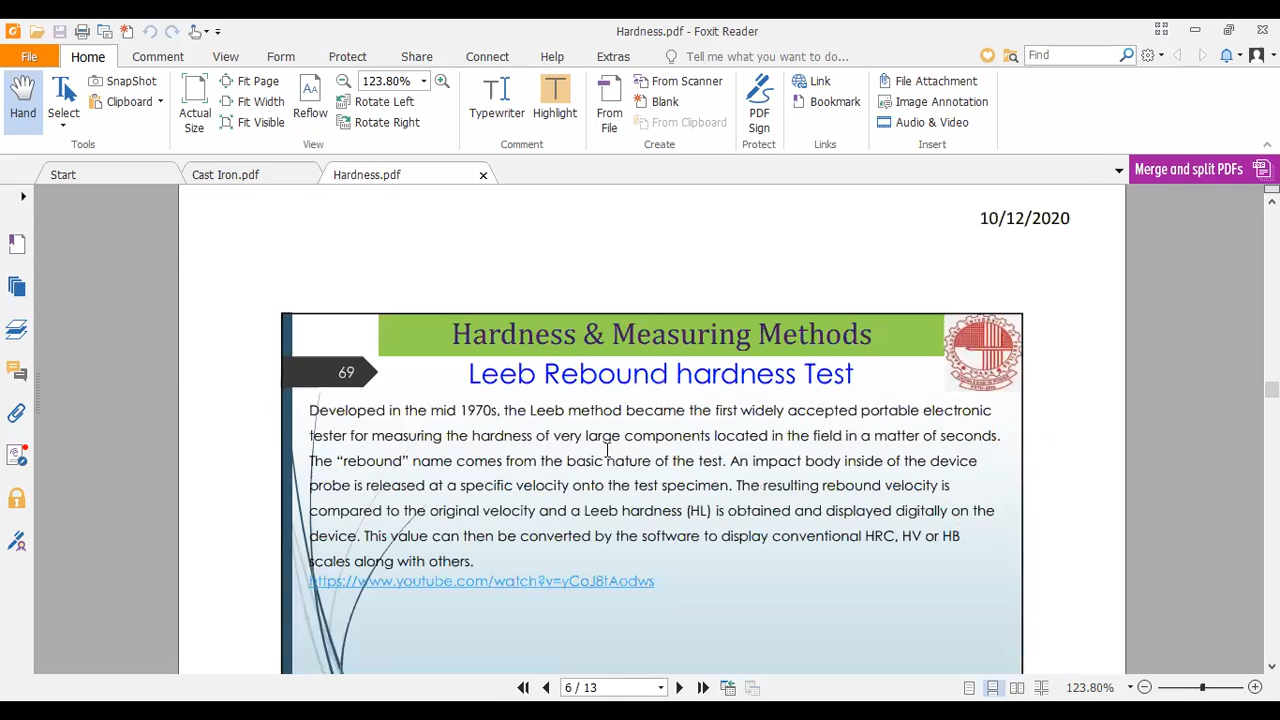 Hardness.pdf - Foxit Reader
File Home Comment View Form Protect Share Connect Help Extras Tell me what you want to do... Find
Hand
Select
SnapShot
Clipboard
Tools
Actual Size
Fit Page
Fit Width
Fit Visible
Reflow
123.80%
Rotate Left
Rotate Right
View
Typewriter
Highlight
Comment
From File
From Scanner
Blank
From Clipboard
Create
PDF Sign
Protect
Link
Bookmark
Links
File Attachment
Image Annotation
Audio & Video
Insert
Start Cast Iron.pdf Hardness.pdf Merge and split PDFs
10/12/2020
Hardness & Measuring Methods
69
Leeb Rebound hardness Test
Developed in the mid 1970s, the Leeb method became the first widely accepted portable electronic
tester for measuring the hardness of very large components located in the field in a matter of seconds.
The “rebound” name comes from the basic nature of the test. An impact body inside of the device
probe is released at a specific velocity onto the test specimen. The resulting rebound velocity is
compared to the original velocity and a Leeb hardness (HL) is obtained and displayed digitally on the
device. This value can then be converted by the software to display conventional HRC, HV or HB
scales along with others.
https://www.youtube.com/watch?v=yCoJ8tAodws
6 / 13
123.80%